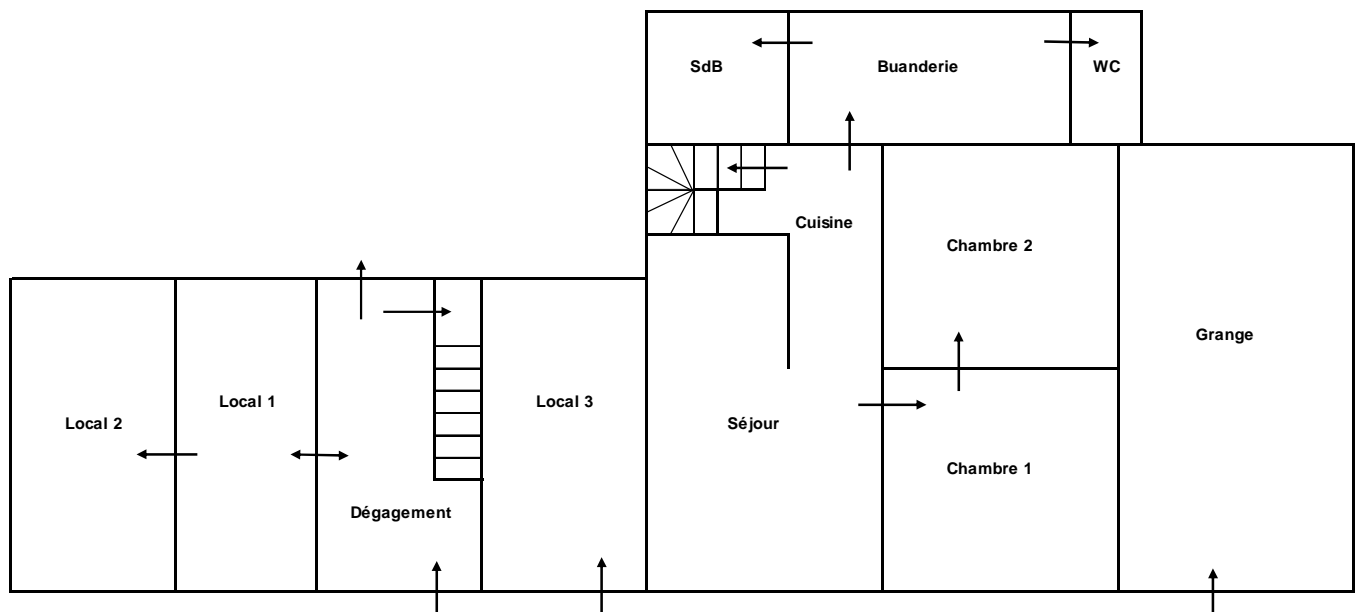 SdB
Buanderie
WC
Cuisine
Chambre 2
Grange
Local 1
Local 3
Local 2
Séjour
Chambre 1
Dégagement